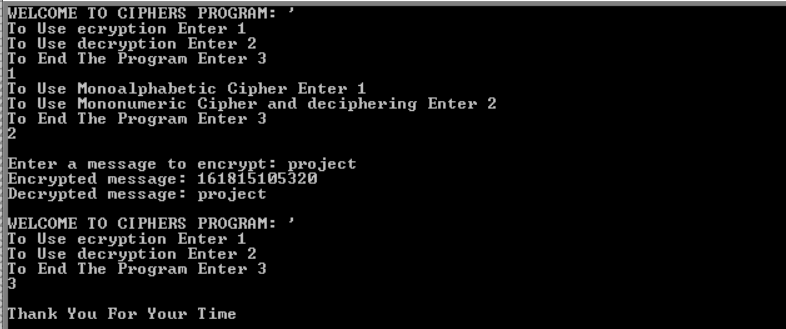 WELCOME TO CIPHERS PROGRAM: '
To Use ecryption Enter 1
To Use decryption Enter 2
To End The Program Enter 3
1
To Use Monoalphabetic Cipher Enter 1
To Use Mononumeric Cipher and deciphering Enter 2
To End The Program Enter 3
2
Enter a message to encrypt: project
Encrypted message: 161815105320
Decrypted message: project
WELCOME TO CIPHERS PROGRAM: '
To Use ecryption Enter 1
To Use decryption Enter 2
To End The Program Enter 3
3
Thank You For Your Time